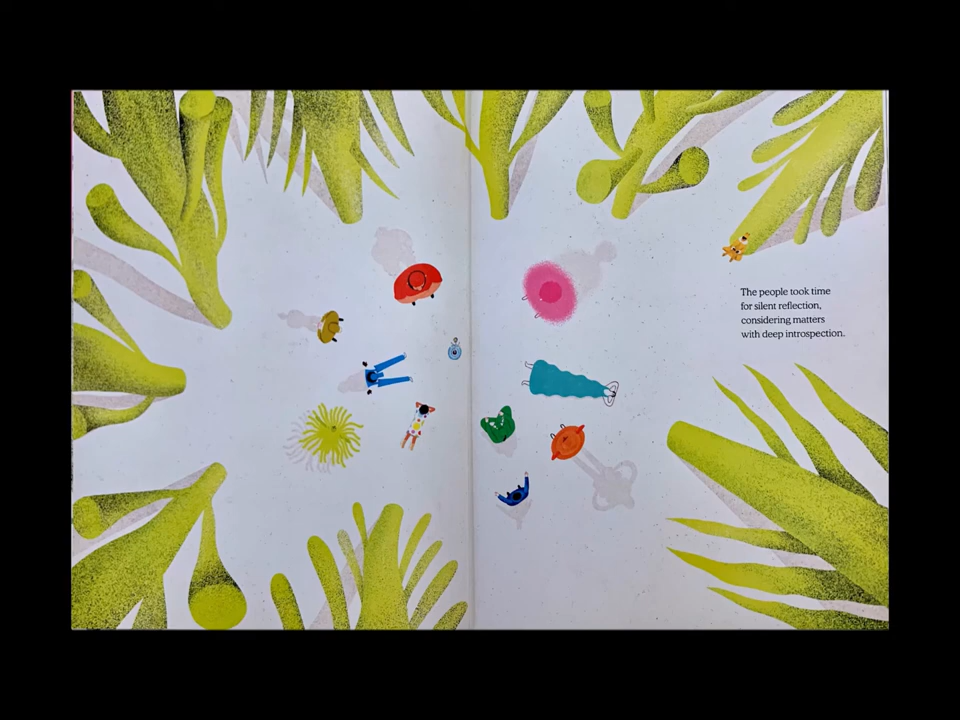 The people took time
for silent reflection,
considering matters
with deep introspection.